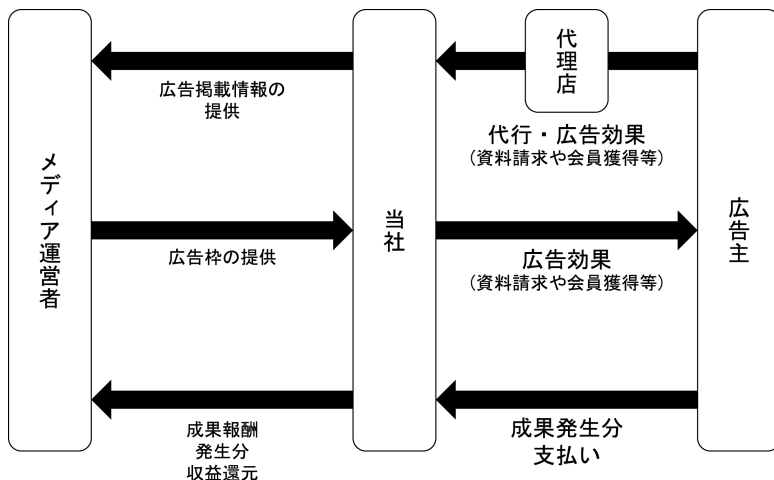 メディア運営者
当社
代理店
広告主
広告掲載情報の
提供
代行・広告効果
（資料請求や会員獲得等）
広告枠の提供
広告効果
（資料請求や会員獲得等）
成果報酬
発生分
収益還元
成果発生分
支払い